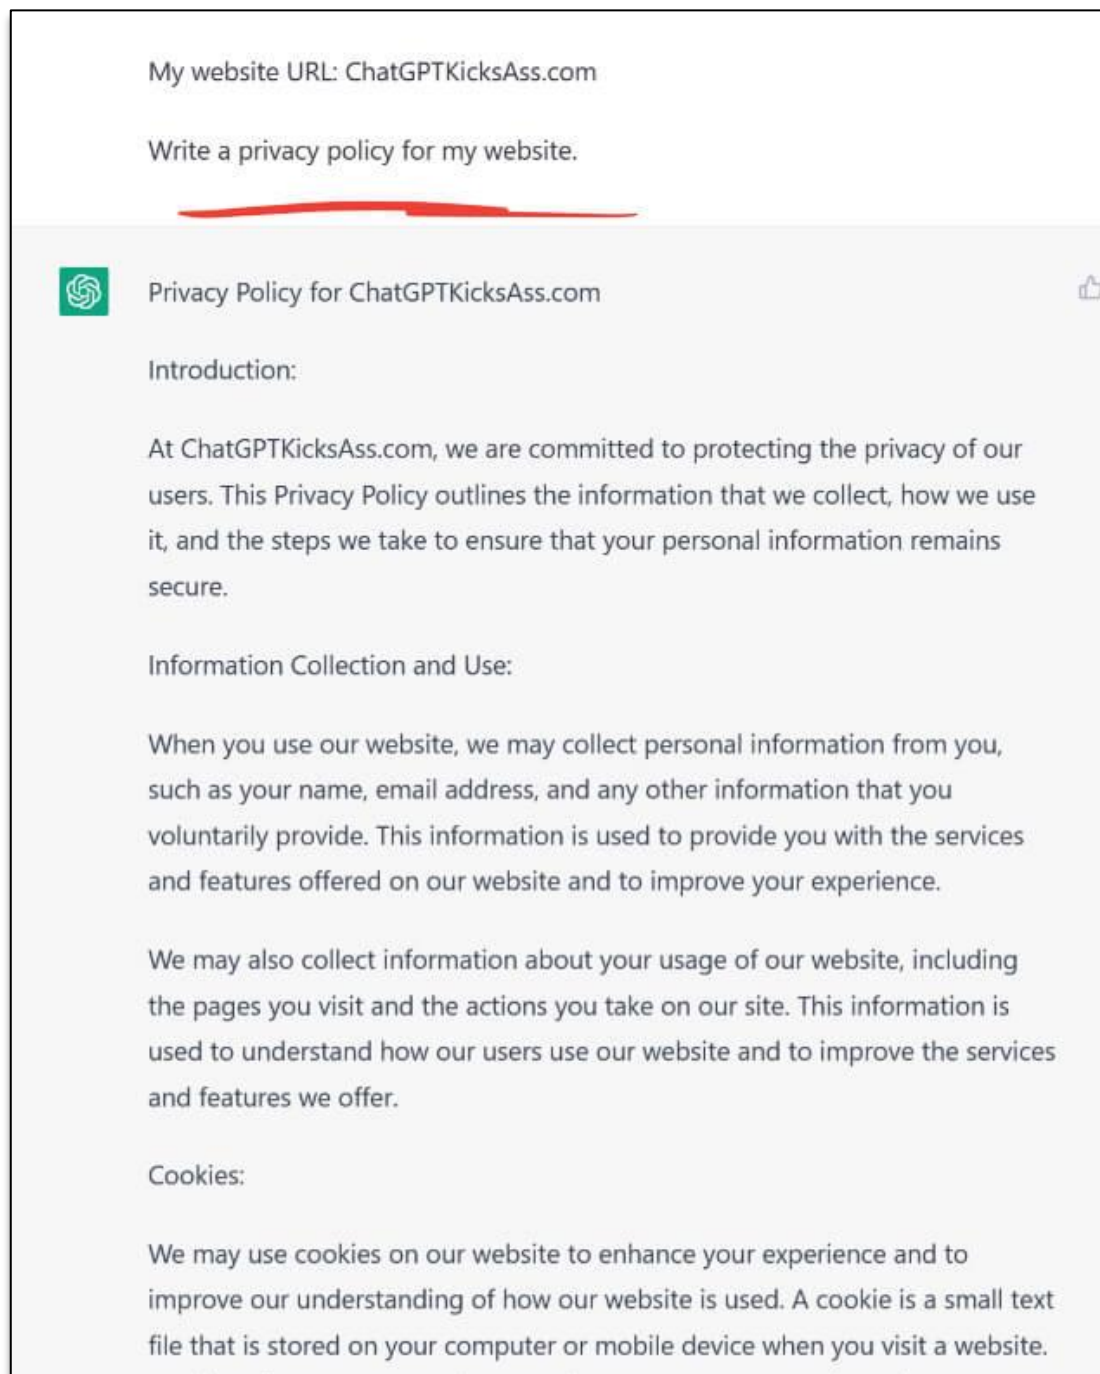 My website URL: ChatGPTKicksAss.com
Write a privacy policy for my website.
Privacy Policy for ChatGPTKicksAss.com
Introduction:
At ChatGPTKicksAss.com, we are committed to protecting the privacy of our
users. This Privacy Policy outlines the information that we collect, how we use
it, and the steps we take to ensure that your personal information remains
secure.
Information Collection and Use:
When you use our website, we may collect personal information from you,
such as your name, email address, and any other information that you
voluntarily provide. This information is used to provide you with the services
and features offered on our website and to improve your experience.
We may also collect information about your usage of our website, including
the pages you visit and the actions you take on our site. This information is
used to understand how our users use our website and to improve the services
and features we offer.
Cookies:
We may use cookies on our website to enhance your experience and to
improve our understanding of how our website is used. A cookie is a small text
file that is stored on your computer or mobile device when you visit a website.